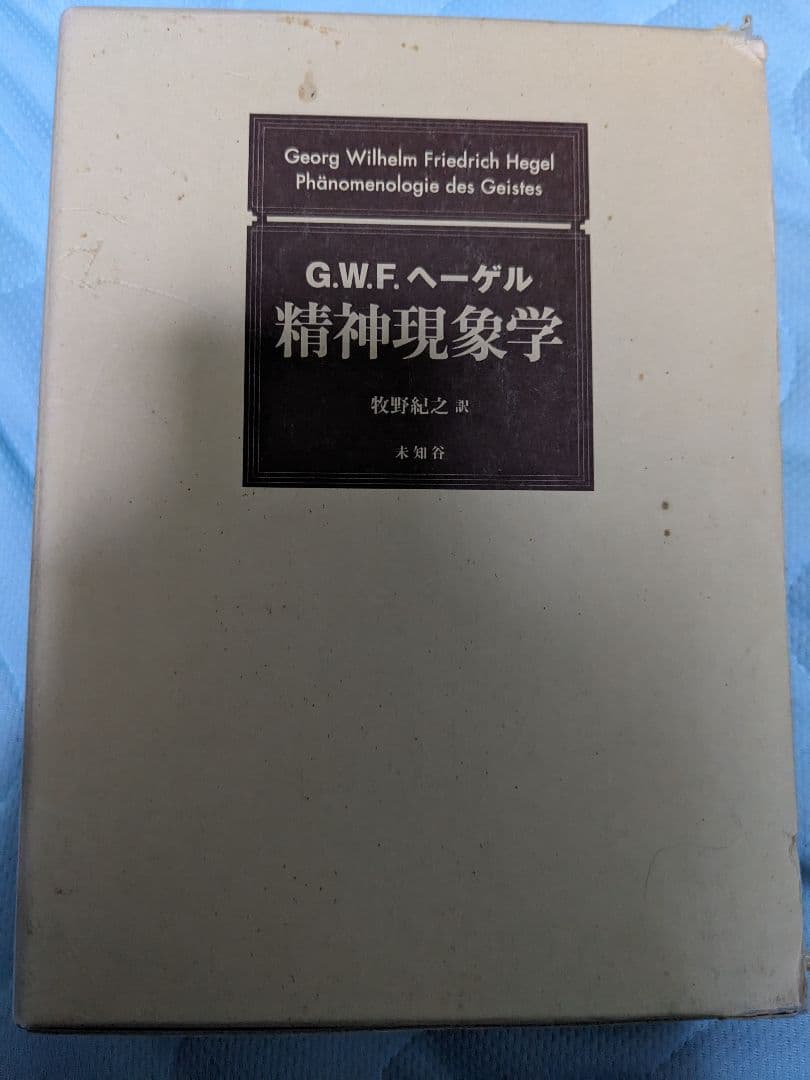 Georg Wilhelm Friedrich Hegel
Phänomenologie des Geistes
G.W.F. ヘーゲル
精神現象学
牧野紀之 訳
未知谷